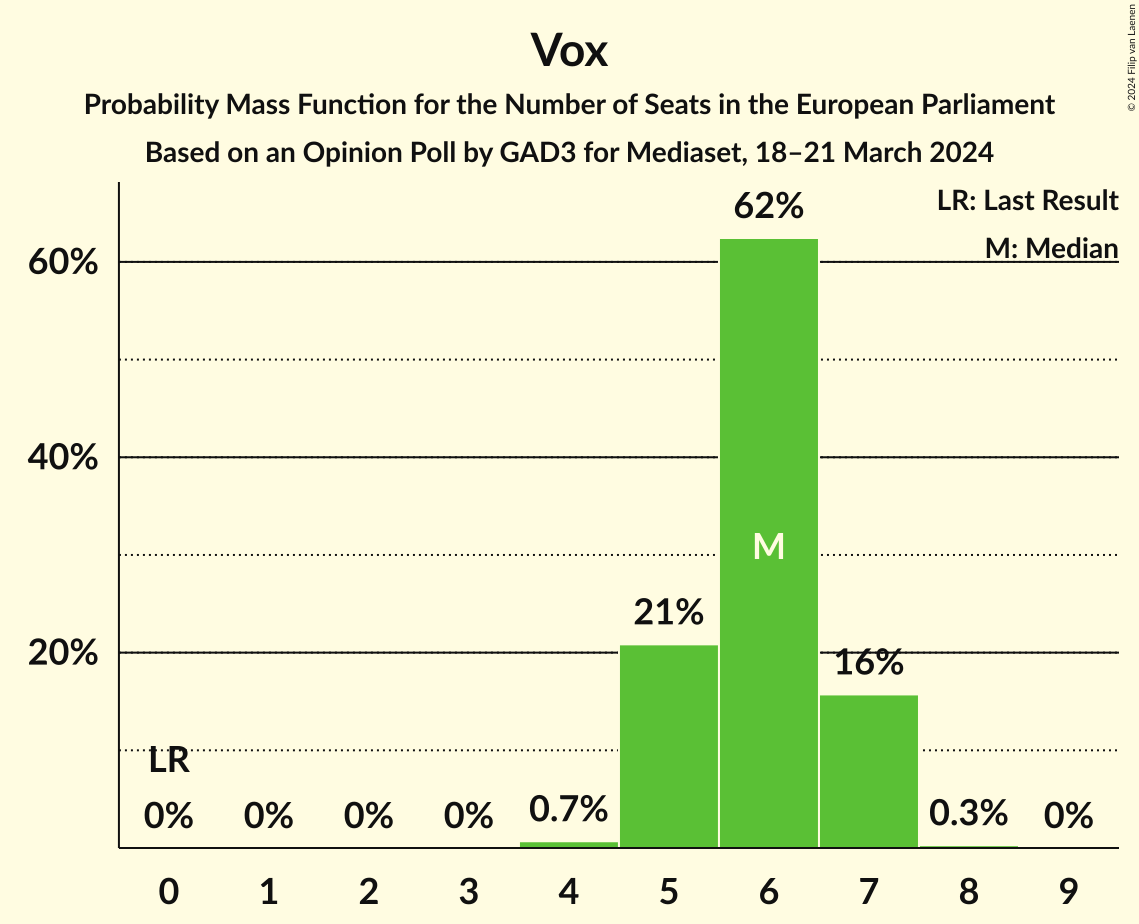 Vox
Probability Mass Function for the Number of Seats in the European Parliament
Based on an Opinion Poll by GAD3 for Mediaset, 18–21 March 2024
© 2024 Filip van Laenen
LR: Last Result
M: Median
60%
40%
20%
62%
M
21%
16%
LR
0%
0%
0%
0%
0.7%
0.3%
0%
0 1 2 3 4 5 6 7 8 9